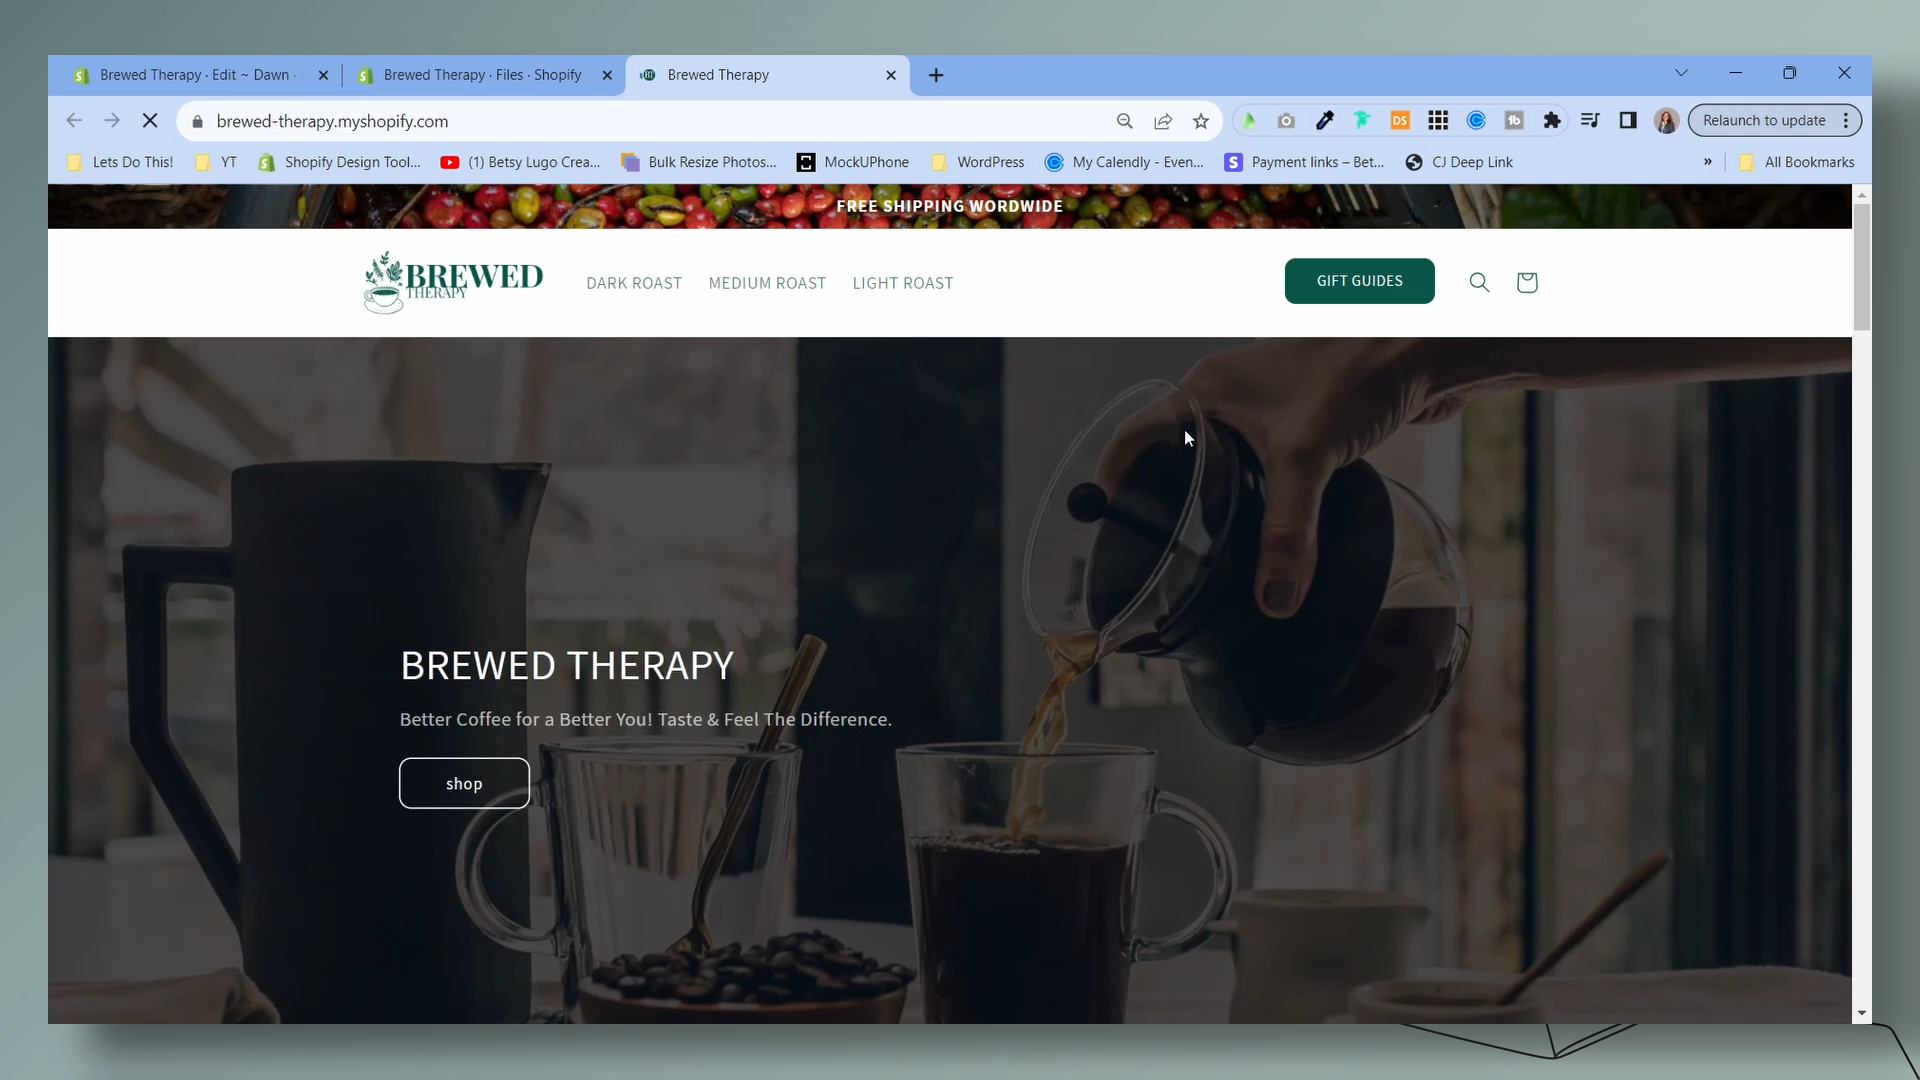 Brewed Therapy · Edit ~ Dawn ·
Brewed Therapy · Files · Shopify
Brewed Therapy
brewed-therapy.myshopify.com
DS
tb
Relaunch to update
Lets Do This!
YT
Shopify Design Tool...
(1) Betsy Lugo Crea...
Bulk Resize Photos...
MockUPhone
WordPress
My Calendly - Even...
S
Payment links – Bet...
CJ Deep Link
»
All Bookmarks
FREE SHIPPING WORDWIDE
BREWED
THERAPY
DARK ROAST
MEDIUM ROAST
LIGHT ROAST
GIFT GUIDES
BREWED THERAPY
Better Coffee for a Better You! Taste & Feel The Difference.
shop